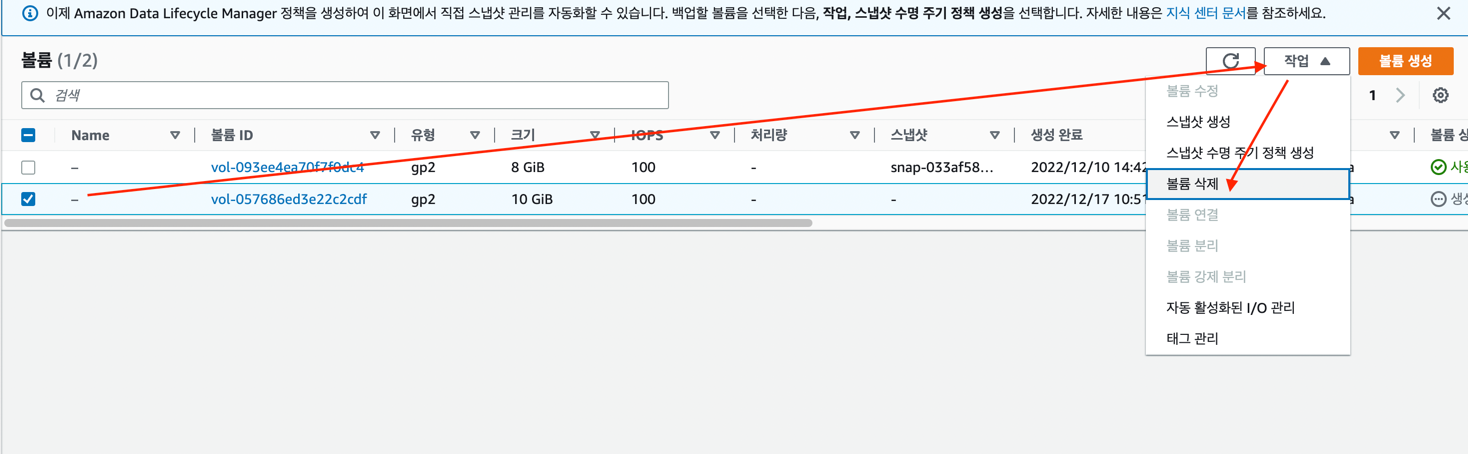 이제 Amazon Data Lifecycle Manager 정책을 생성하여 이 화면에서 직접 스냅샷 관리를 자동화할 수 있습니다. 백업할 볼륨을 선택한 다음, 작업, 스냅샷 수명 주기 정책 생성을 선택합니다. 자세한 내용은 지식 센터 문서를 참조하세요.
볼륨 (1/2)
작업
볼륨 생성
검색
1
Name 볼륨 ID 유형 크기 IOPS 처리량 스냅샷 생성 완료 볼륨
– vol-093ee4ea70f7f0dc4 gp2 8 GiB 100 - snap-033af58... 2022/12/10 14:42
– vol-057686ed3e22c2cdf gp2 10 GiB 100 - - 2022/12/17 10:51
볼륨 수정
스냅샷 생성
스냅샷 수명 주기 정책 생성
볼륨 삭제
볼륨 연결
볼륨 분리
볼륨 강제 분리
자동 활성화된 I/O 관리
태그 관리